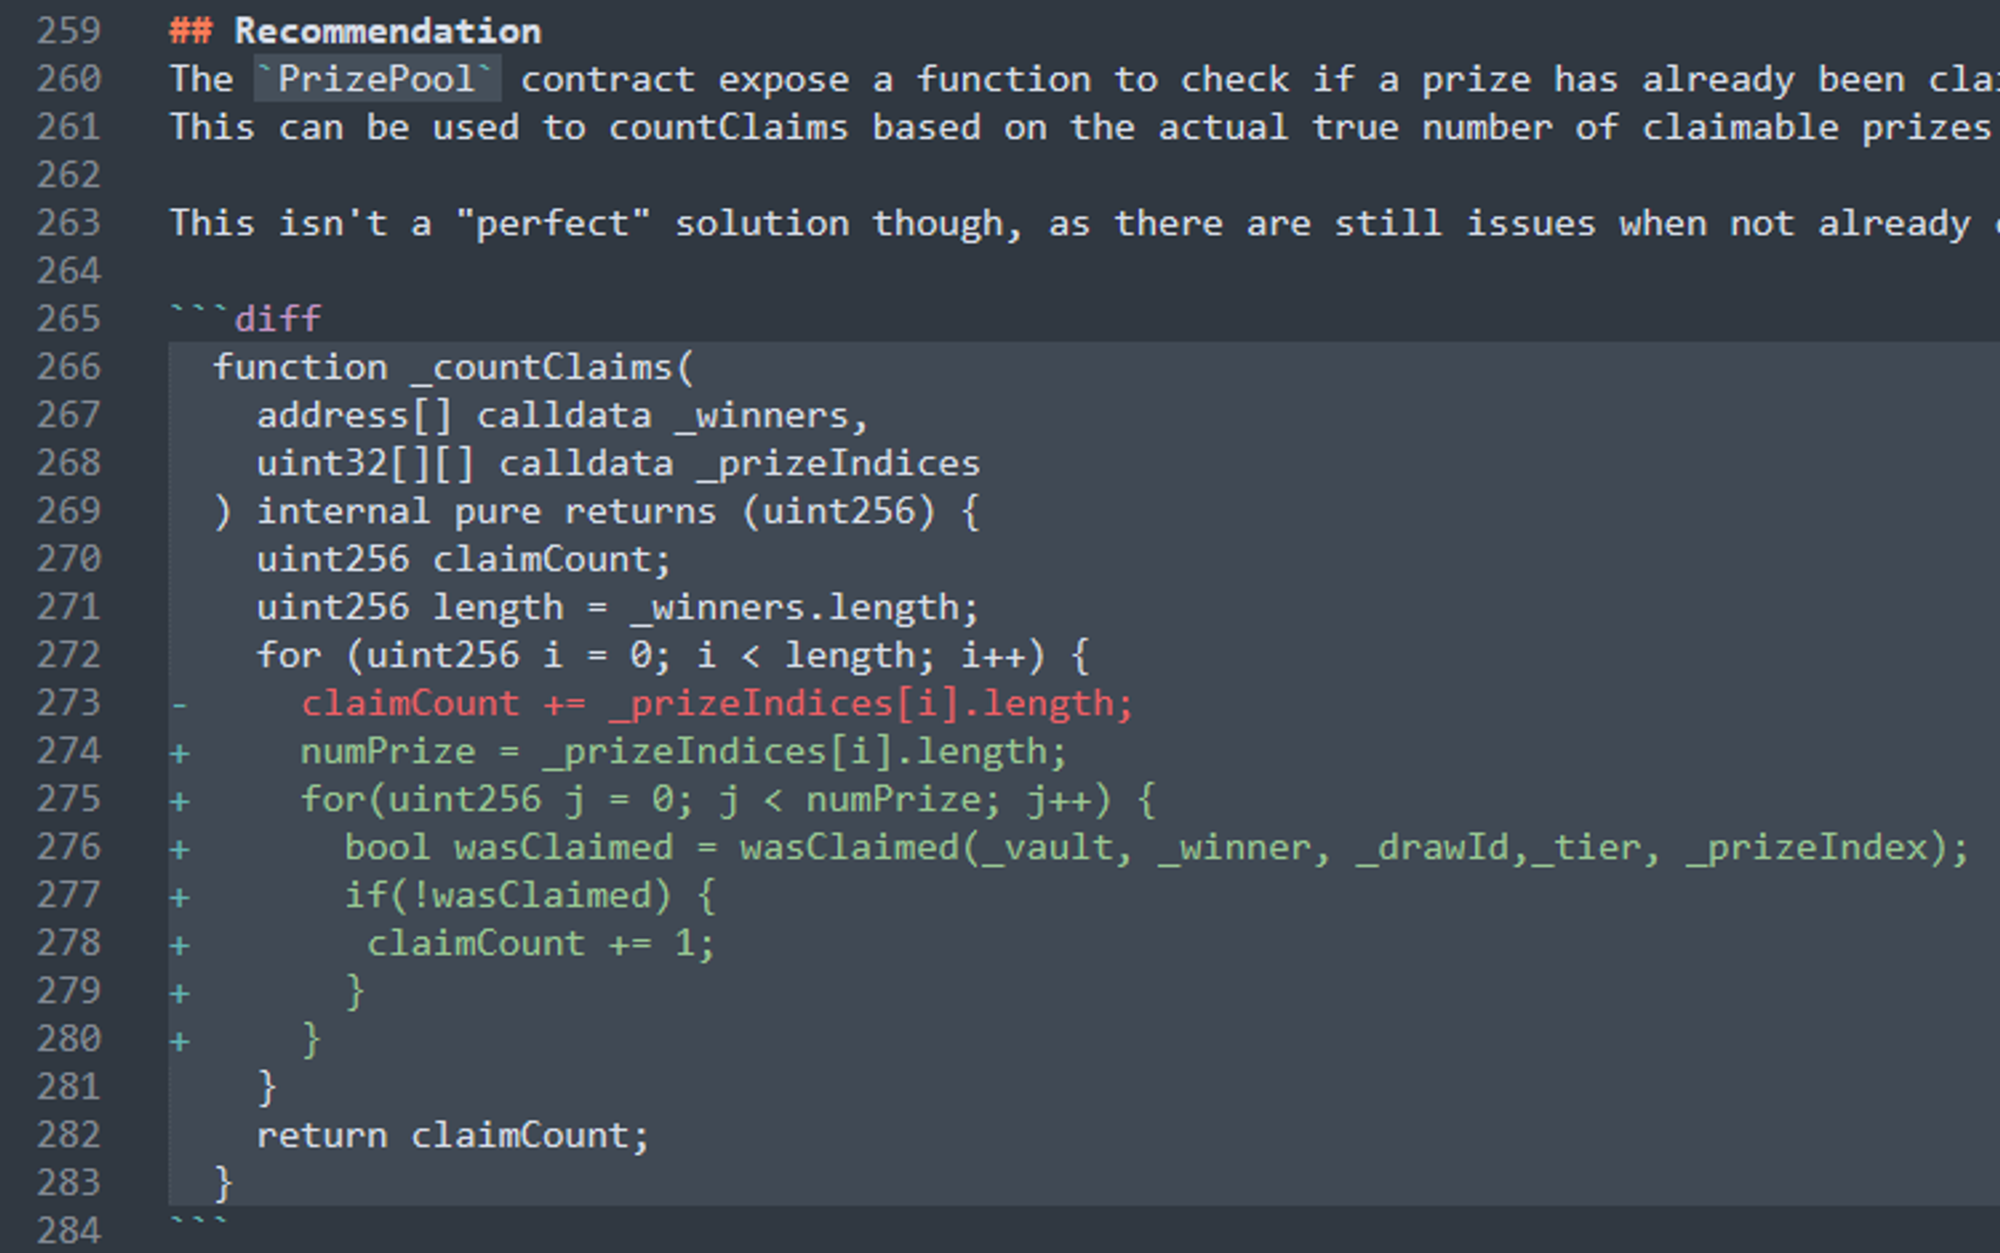 259 ## Recommendation
260 The `PrizePool` contract expose a function to check if a prize has already been
261 This can be used to countClaims based on the actual true number of claimable prizes
262
263 This isn't a "perfect" solution though, as there are still issues when not already
264
265 ```diff
266 function _countClaims(
267 address[] calldata _winners,
268 uint32[][] calldata _prizeIndices
269 ) internal pure returns (uint256) {
270 uint256 claimCount;
271 uint256 length = _winners.length;
272 for (uint256 i = 0; i < length; i++) {
273 - claimCount += _prizeIndices[i].length;
274 + numPrize = _prizeIndices[i].length;
275 + for(uint256 j = 0; j < numPrize; j++) {
276 + bool wasClaimed = wasClaimed(_vault, _winner, _drawId,_tier, _prizeIndex);
277 + if(!wasClaimed) {
278 + claimCount += 1;
279 + }
280 + }
281 }
282 return claimCount;
283 }
284 ```